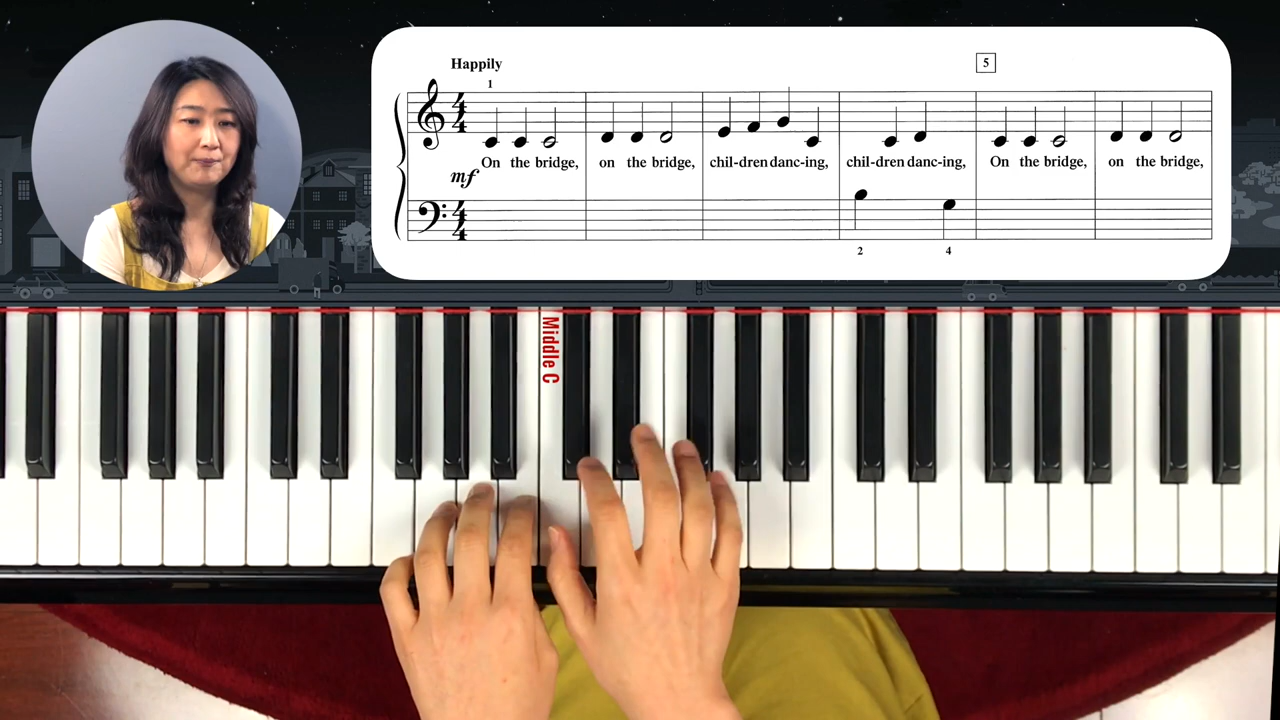 Happily
1
5
On the bridge, on the bridge, chil-dren danc-ing, chil-dren danc-ing, On the bridge, on the bridge,
mf
2 4
Middle C